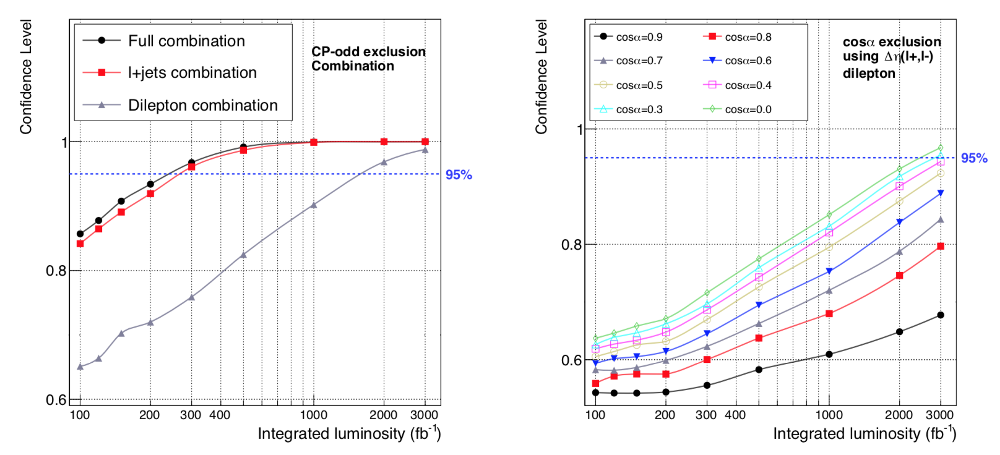 Confidence Level
Full combination
l+jets combination
Dilepton combination
CP-odd exclusion
Combination
1
95%
0.8
0.6
100 200 300 400 1000 2000 3000
Integrated luminosity (fb-1)
Confidence Level
cosα=0.9 cosα=0.8
cosα=0.7 cosα=0.6
cosα=0.5 cosα=0.4
cosα=0.3 cosα=0.0
cosα exclusion
using Δη(l+,l-)
dilepton
1
95%
0.8
0.6
100 200 300 400 1000 2000 3000
Integrated luminosity (fb-1)